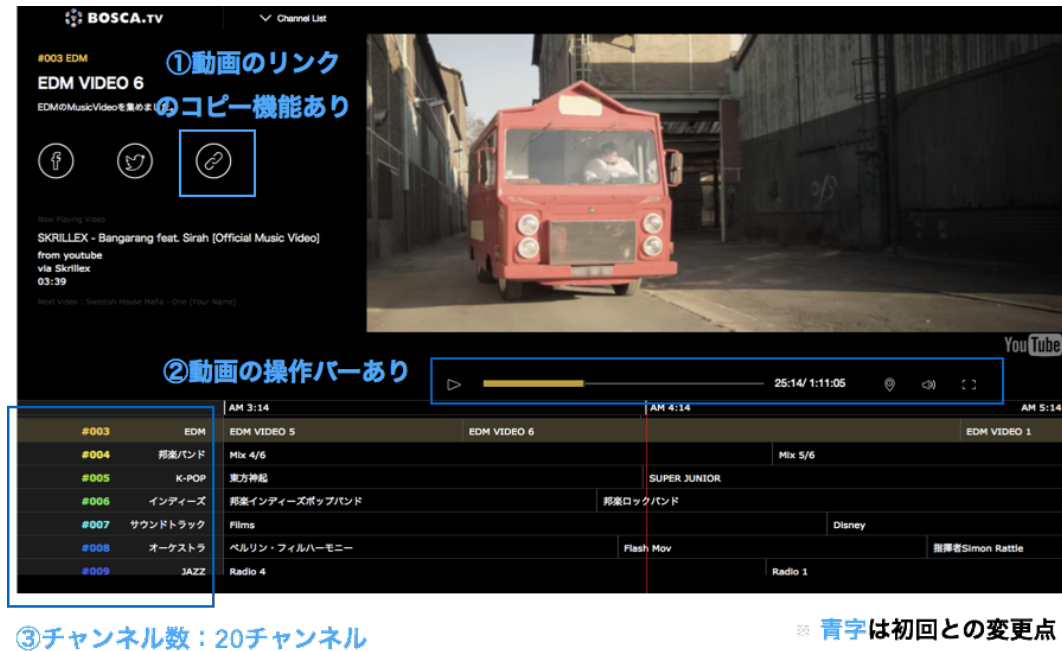 BOSCA.TV
Channel List
#003 EDM
EDM VIDEO 6
EDMのMusicVideoを集めました。
①動画のリンク
のコピー機能あり
Now Playing Video
SKRILLEX - Bangarang feat. Sirah [Official Music Video]
from youtube
via Skrillex
03:39
Next Video : Swedish House Mafia - One (Your Name)
YouTube
②動画の操作バーあり
25:14/ 1:11:05
AM 3:14 AM 4:14 AM 5:14
#003 EDM EDM VIDEO 5 EDM VIDEO 6 EDM VIDEO 1
#004 邦楽バンド Mix 4/6 Mix 5/6
#005 K-POP 東方神起 SUPER JUNIOR
#006 インディーズ 邦楽インディーズポップバンド 邦楽ロックバンド
#007 サウンドトラック Films Disney
#008 オーケストラ ベルリン・フィルハーモニー Flash Mov 指揮者Simon Rattle
#009 JAZZ Radio 4 Radio 1
③チャンネル数：20チャンネル
※ 青字は初回との変更点